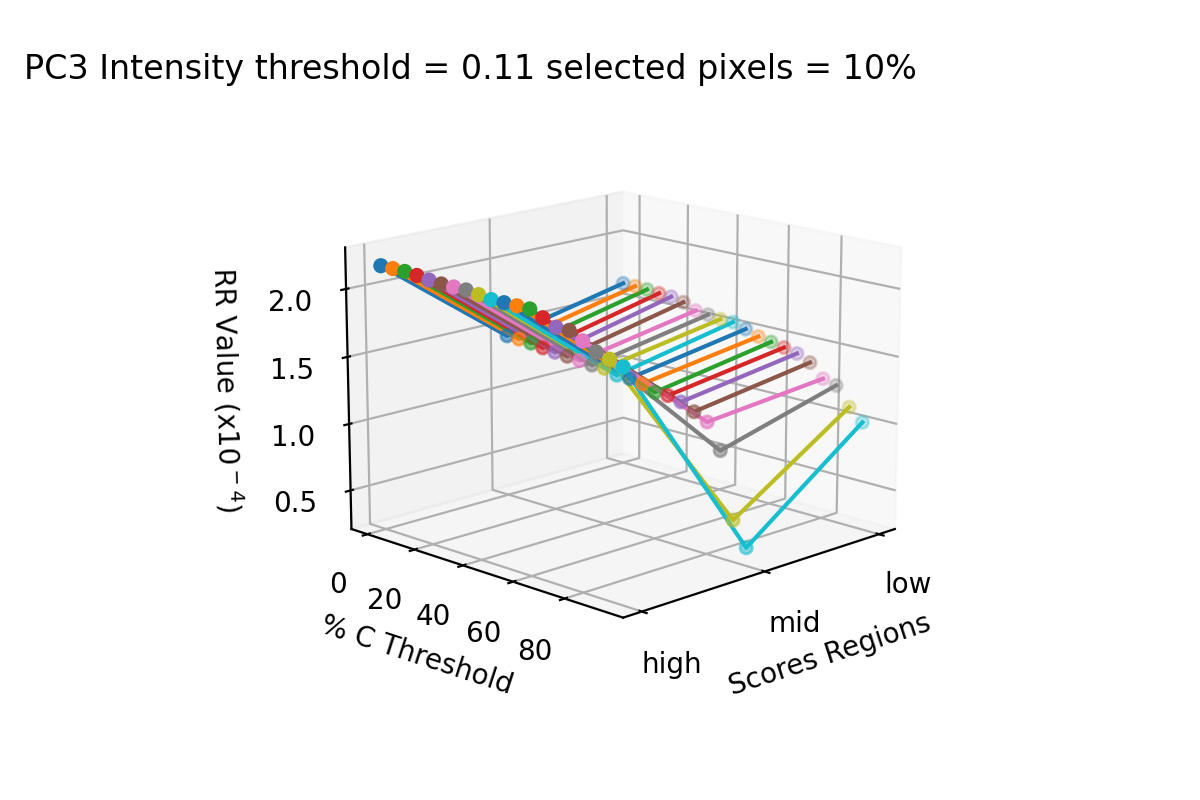 PC3 Intensity threshold = 0.11 selected pixels = 10%
RR Value (x10⁻⁴)
2.0
1.5
1.0
0.5
0
20
40
60
80
% C Threshold
high
mid
low
Scores Regions